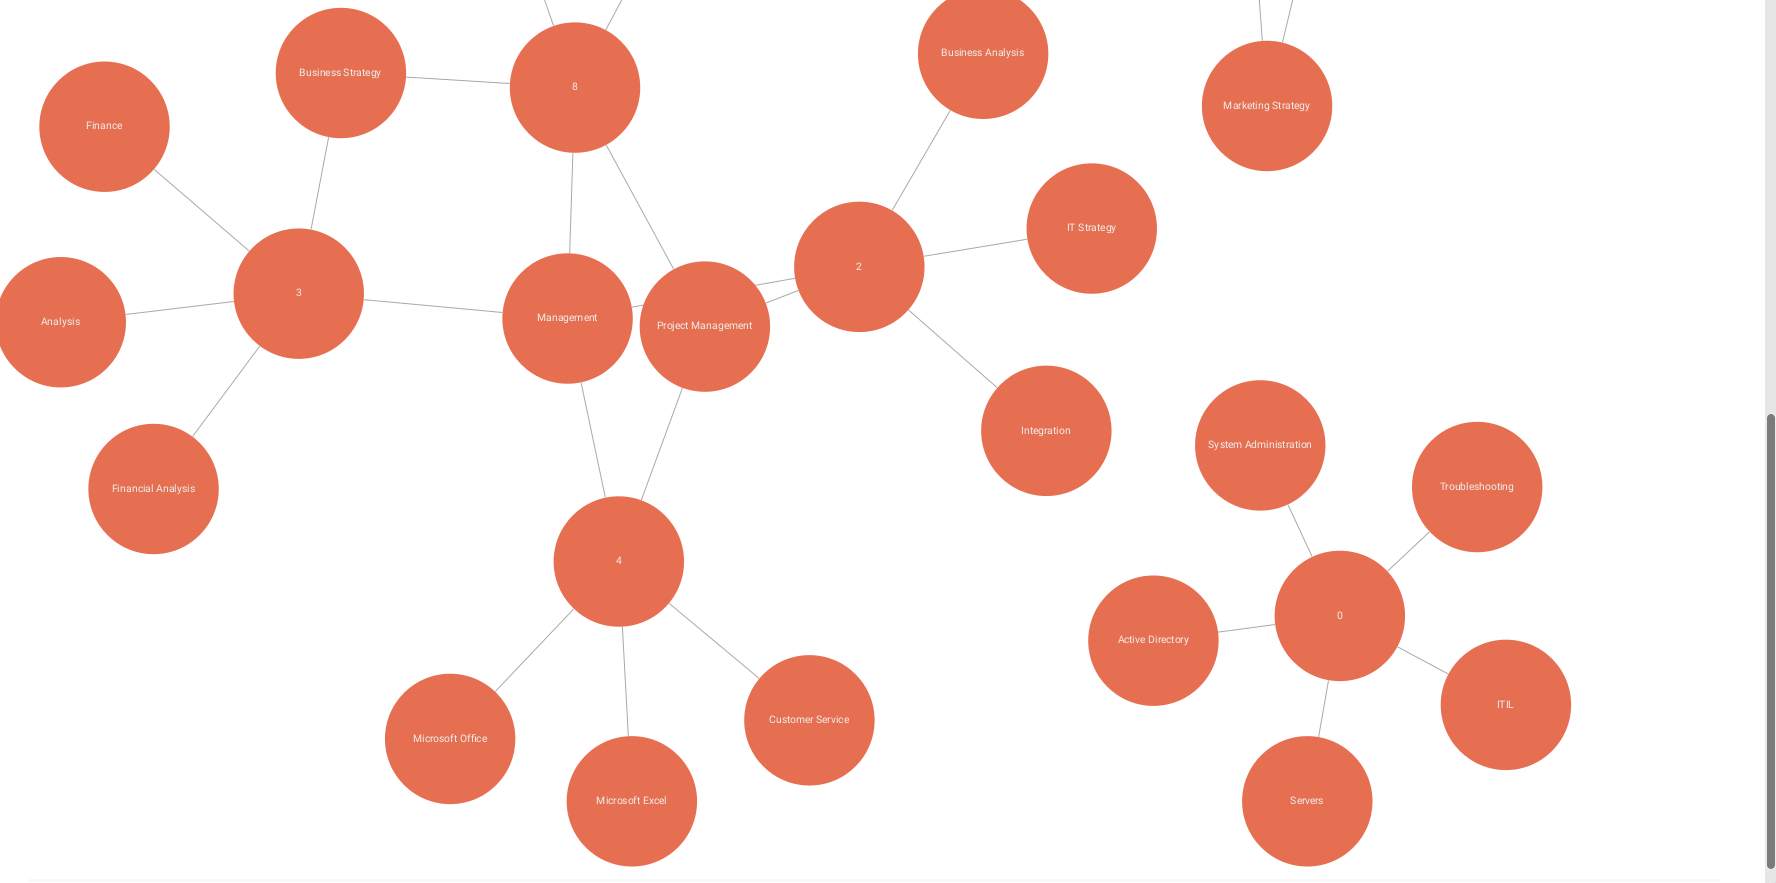 Business Analysis
Business Strategy
8
Marketing Strategy
Finance
IT Strategy
2
3
Management
Project Management
Analysis
Integration
System Administration
Troubleshooting
Financial Analysis
4
0
Active Directory
ITIL
Customer Service
Microsoft Office
Microsoft Excel
Servers